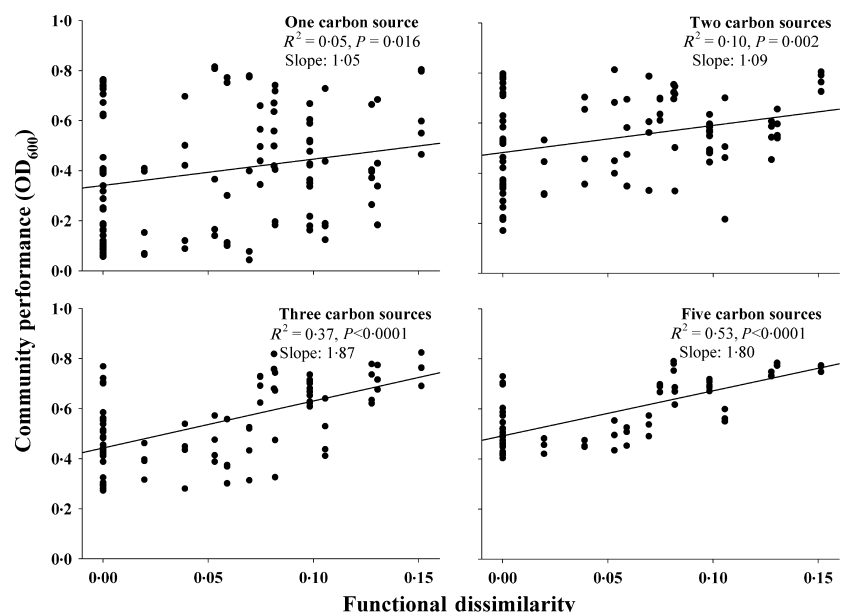 Community performance (OD600)
1·0
0·8
0·6
0·4
0·2
0·0
One carbon source
R2 = 0·05, P = 0·016
Slope: 1·05
Two carbon sources
R2 = 0·10, P = 0·002
Slope: 1·09
1·0
0·8
0·6
0·4
0·2
0·0
Three carbon sources
R2 = 0·37, P<0·0001
Slope: 1·87
Five carbon sources
R2 = 0·53, P<0·0001
Slope: 1·80
0·00 0·05 0·10 0·15
0·00 0·05 0·10 0·15
Functional dissimilarity